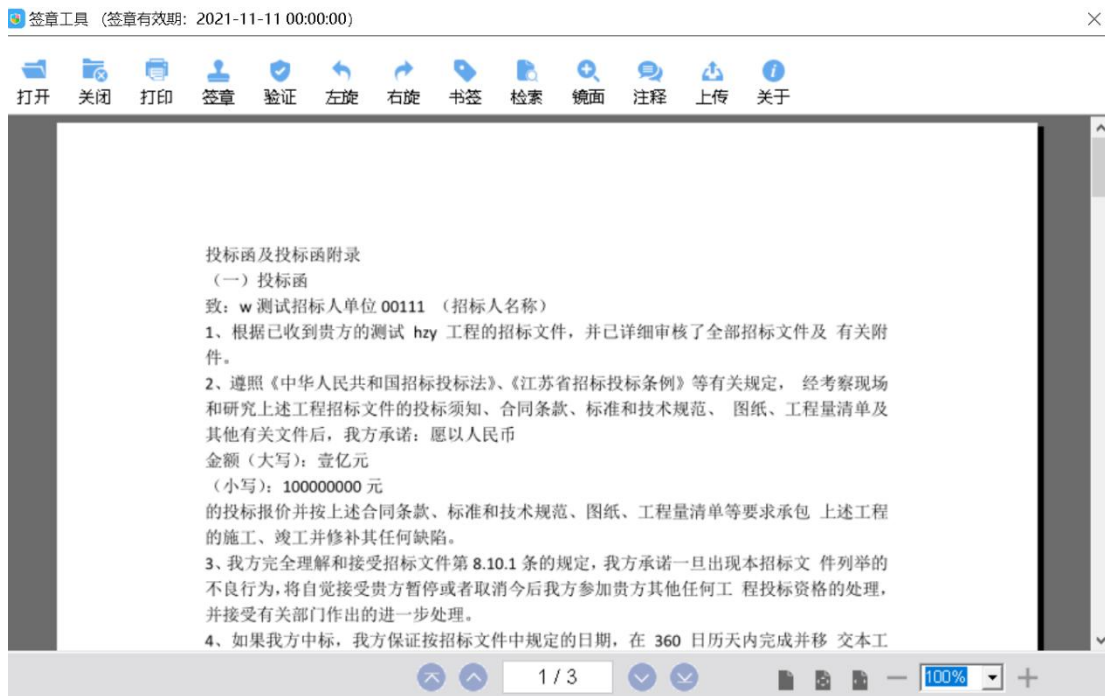 签章工具 (签章有效期：2021-11-11 00:00:00)
打开 关闭 打印 签章 验证 左旋 右旋 书签 检索 镜面 注释 上传 关于
投标函及投标函附录
（一）投标函
致：w 测试招标人单位 00111 （招标人名称）
1、根据已收到贵方的测试 hzy 工程的招标文件，并已详细审核了全部招标文件及 有关附
件。
2、遵照《中华人民共和国招标投标法》、《江苏省招标投标条例》等有关规定， 经考察现场
和研究上述工程招标文件的投标须知、合同条款、标准和技术规范、 图纸、工程量清单及
其他有关文件后，我方承诺：愿以人民币
金额（大写）：壹亿元
（小写）：100000000 元
的投标报价并按上述合同条款、标准和技术规范、图纸、工程量清单等要求承包 上述工程
的施工、竣工并修补其任何缺陷。
3、我方完全理解和接受招标文件第 8.10.1 条的规定，我方承诺一旦出现本招标文 件列举的
不良行为，将自觉接受贵方暂停或者取消今后我方参加贵方其他任何工 程投标资格的处理，
并接受有关部门作出的进一步处理。
4、如果我方中标，我方保证按招标文件中规定的日期，在 360 日历天内完成并移 交本工
1 / 3
100%